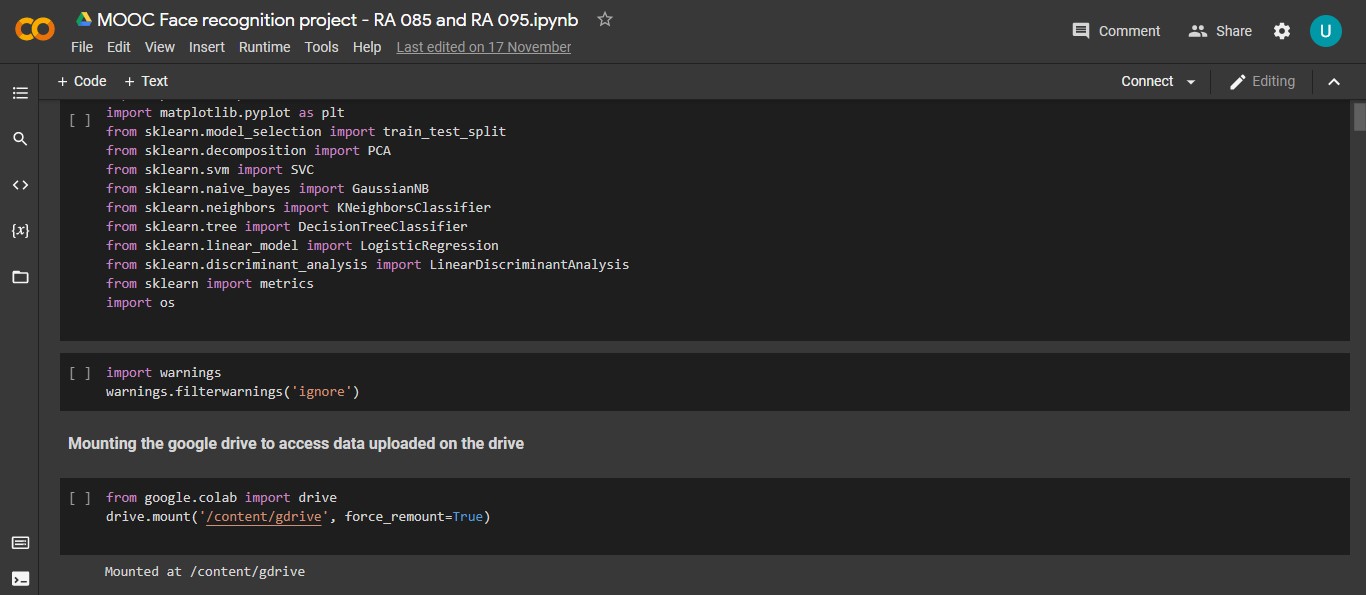 MOOC Face recognition project - RA 085 and RA 095.ipynb
File Edit View Insert Runtime Tools Help Last edited on 17 November
Comment Share U
+ Code + Text
Connect Editing
[ ] import matplotlib.pyplot as plt
from sklearn.model_selection import train_test_split
from sklearn.decomposition import PCA
from sklearn.svm import SVC
from sklearn.naive_bayes import GaussianNB
from sklearn.neighbors import KNeighborsClassifier
from sklearn.tree import DecisionTreeClassifier
from sklearn.linear_model import LogisticRegression
from sklearn.discriminant_analysis import LinearDiscriminantAnalysis
from sklearn import metrics
import os
[ ] import warnings
warnings.filterwarnings('ignore')
Mounting the google drive to access data uploaded on the drive
[ ] from google.colab import drive
drive.mount('/content/gdrive', force_remount=True)
Mounted at /content/gdrive